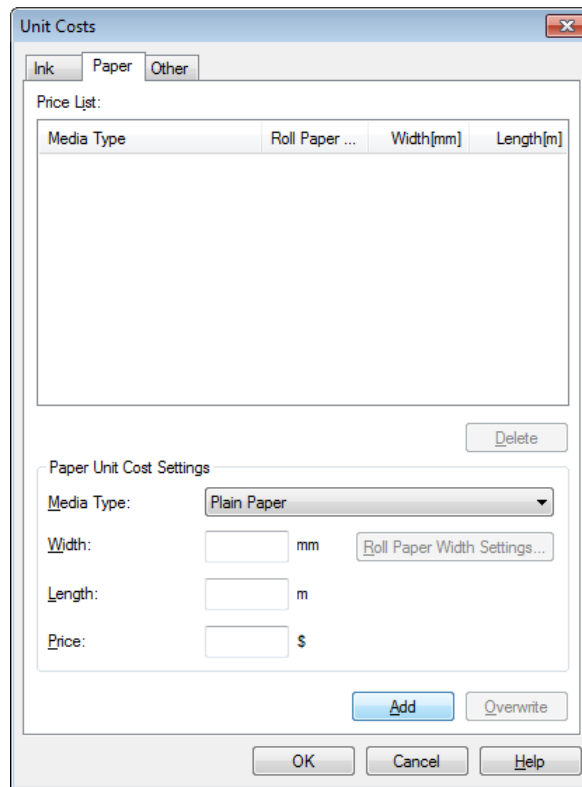 Unit Costs
Ink Paper Other
Price List:
Media Type Roll Paper ... Width[mm] Length[m]
Delete
Paper Unit Cost Settings
Media Type: Plain Paper
Width: mm Roll Paper Width Settings...
Length: m
Price: $
Add Overwrite
OK Cancel Help